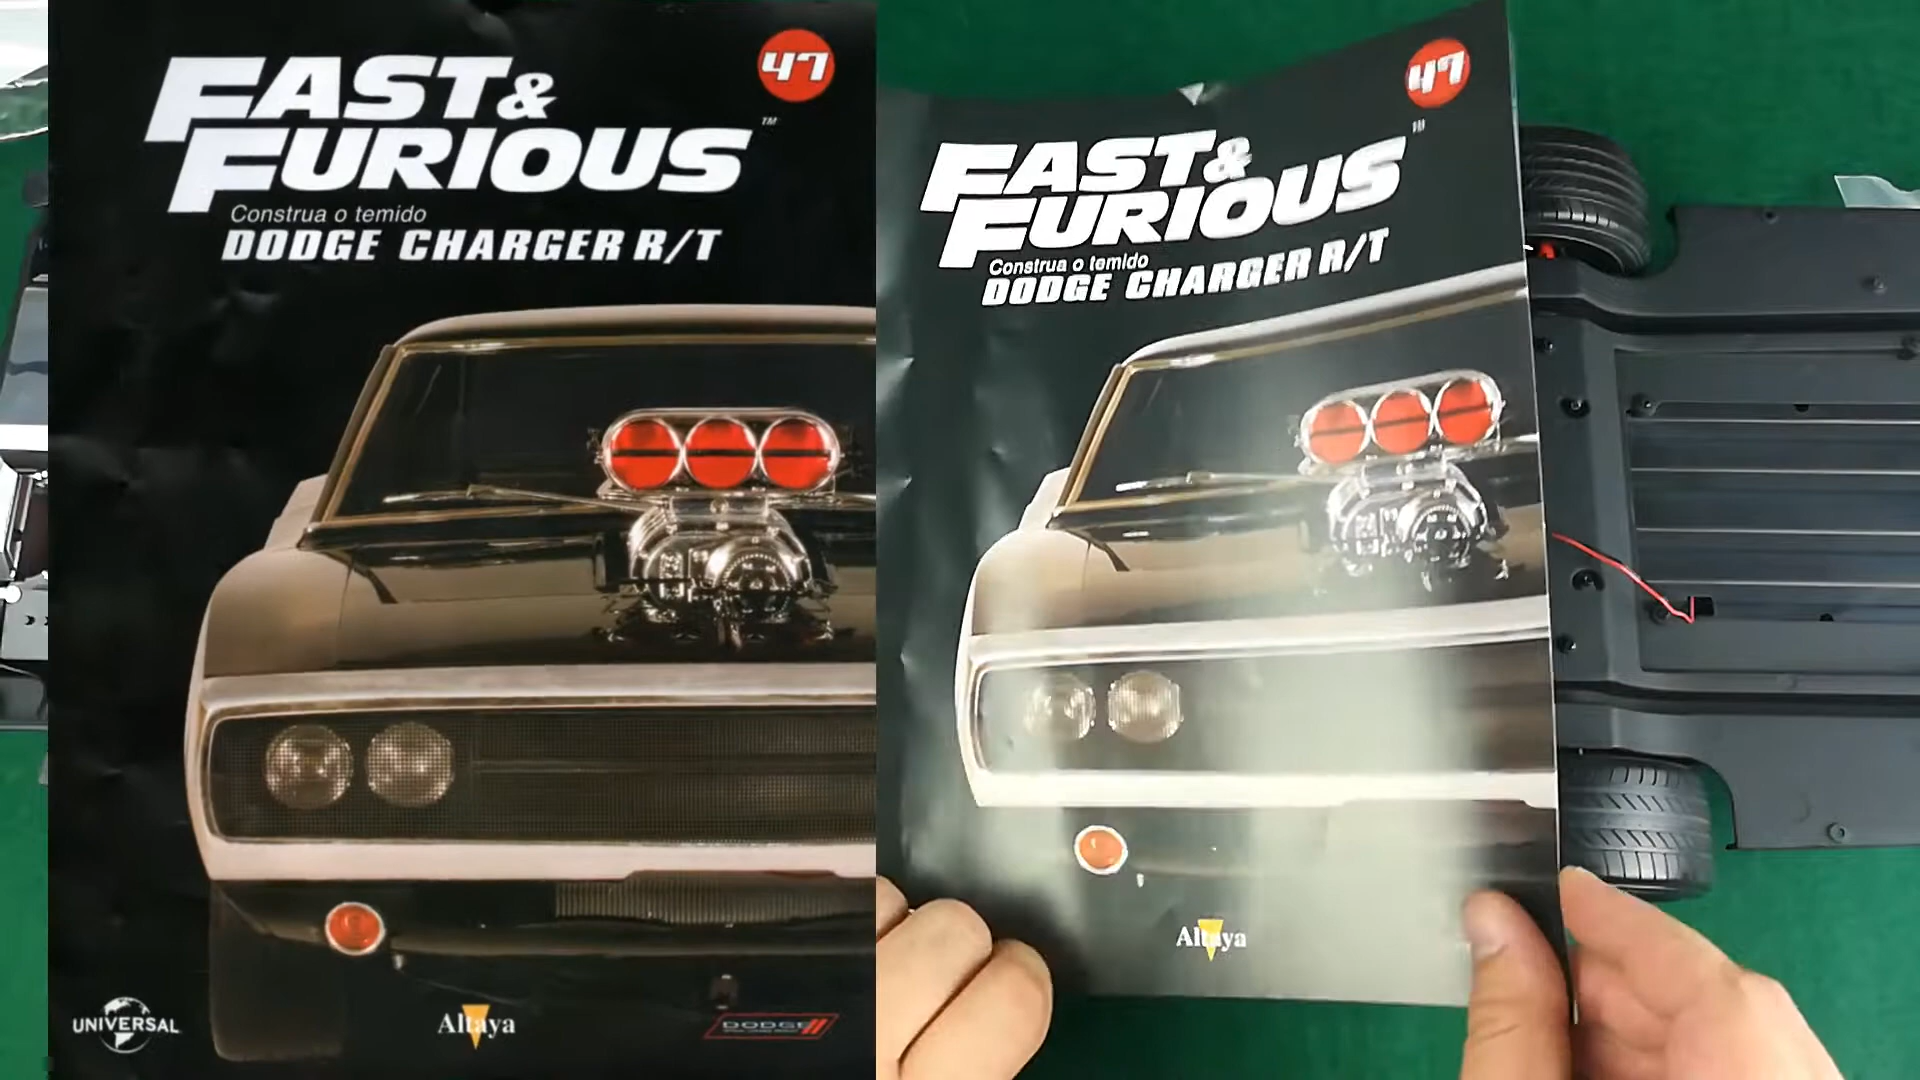 47
FAST &
FURIOUS
TM
Construa o temido
DODGE CHARGER R/T
UNIVERSAL
Altaya
DODGE
47
FAST &
FURIOUS
TM
Construa o temido
DODGE CHARGER R/T
Altaya